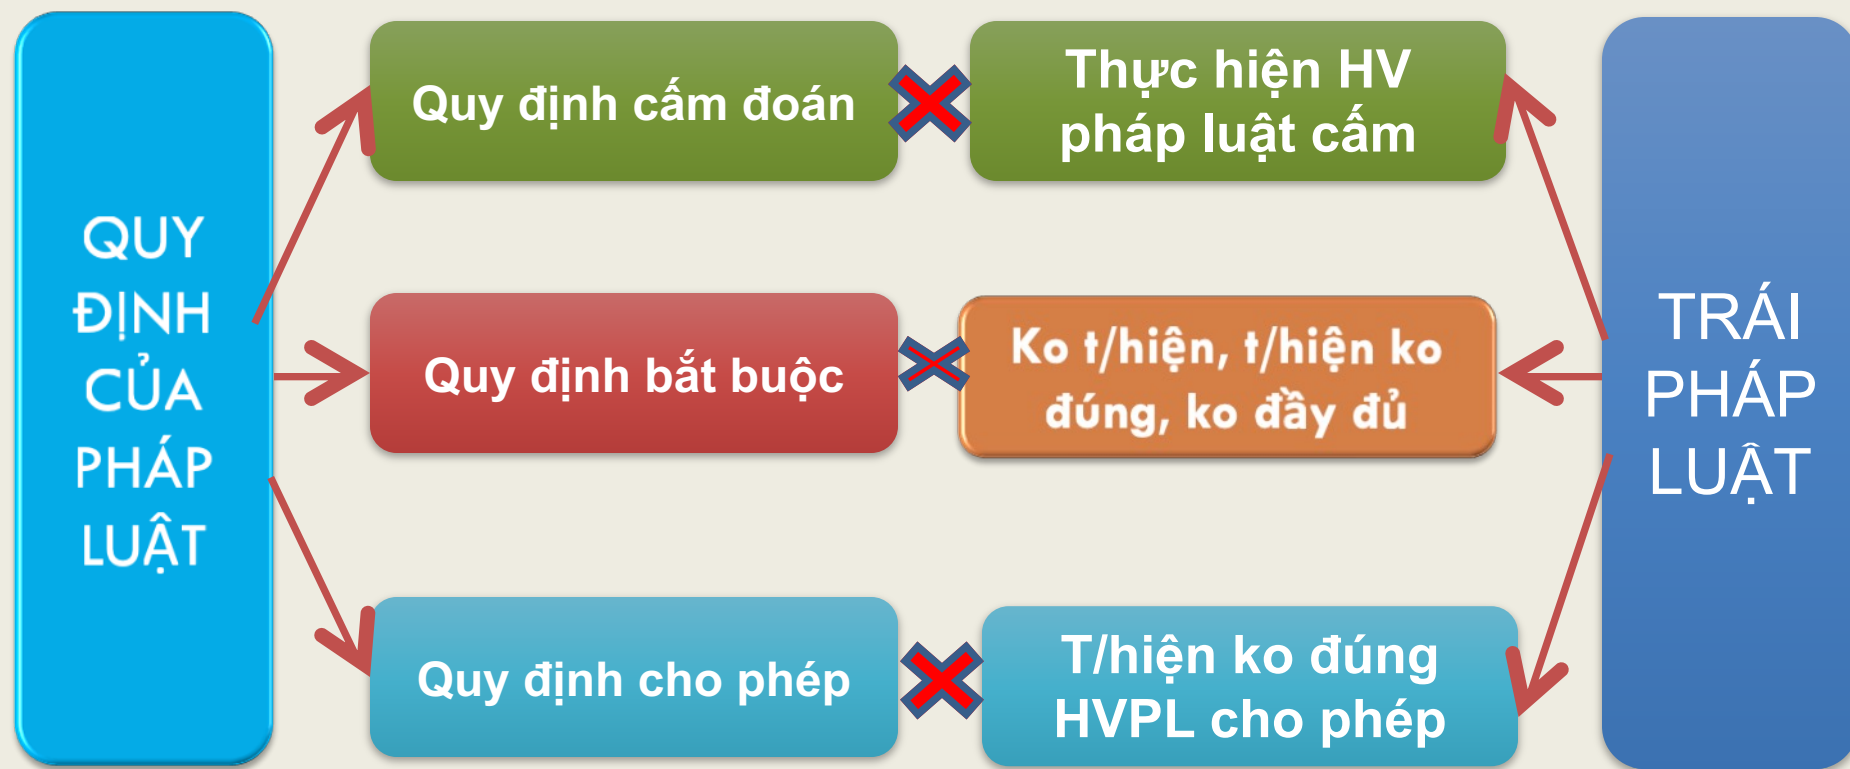 QUY
ĐỊNH
CỦA
PHÁP
LUẬT
Quy định cấm đoán
Thực hiện HV
pháp luật cấm
Quy định bắt buộc
Ko t/hiện, t/hiện ko
đúng, ko đầy đủ
Quy định cho phép
T/hiện ko đúng
HVPL cho phép
TRÁI
PHÁP
LUẬT